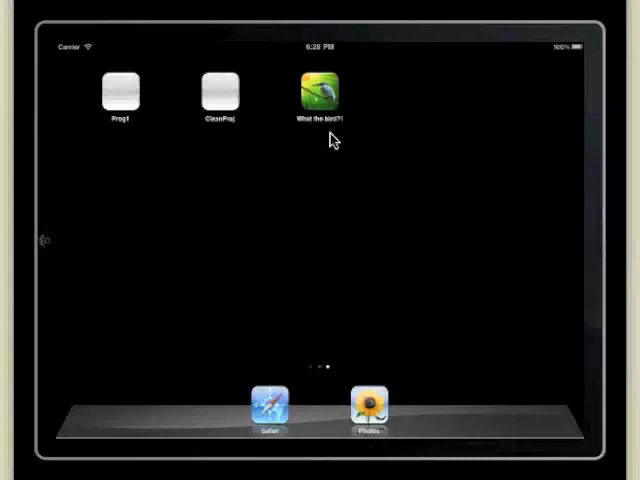 Carrier
6:28 PM
100%
Prog1
CleanProj
What the bird?!
Safari
Photos